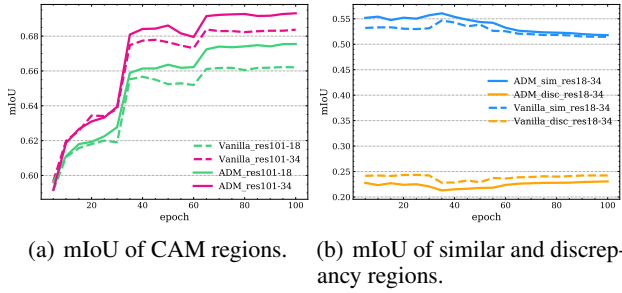 0.68
0.66
0.64
0.62
0.60
mIoU
Vanilla_res101-18
Vanilla_res101-34
ADM_res101-18
ADM_res101-34
20
40
60
80
100
epoch
(a) mIoU of CAM regions.
0.55
0.50
0.45
0.40
0.35
0.30
0.25
0.20
mIoU
ADM_sim_res18-34
ADM_disc_res18-34
Vanilla_sim_res18-34
Vanilla_disc_res18-34
20
40
60
80
100
epoch
(b) mIoU of similar and discrep-
ancy regions.